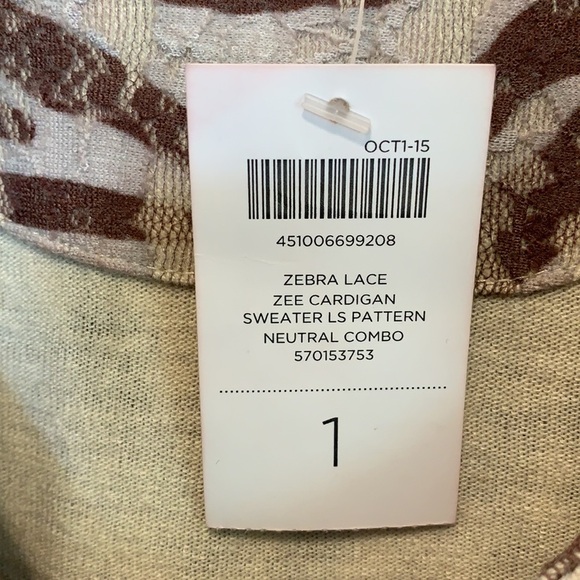 OCT1-15
451006699208
ZEBRA LACE
ZEE CARDIGAN
SWEATER LS PATTERN
NEUTRAL COMBO
570153753
1